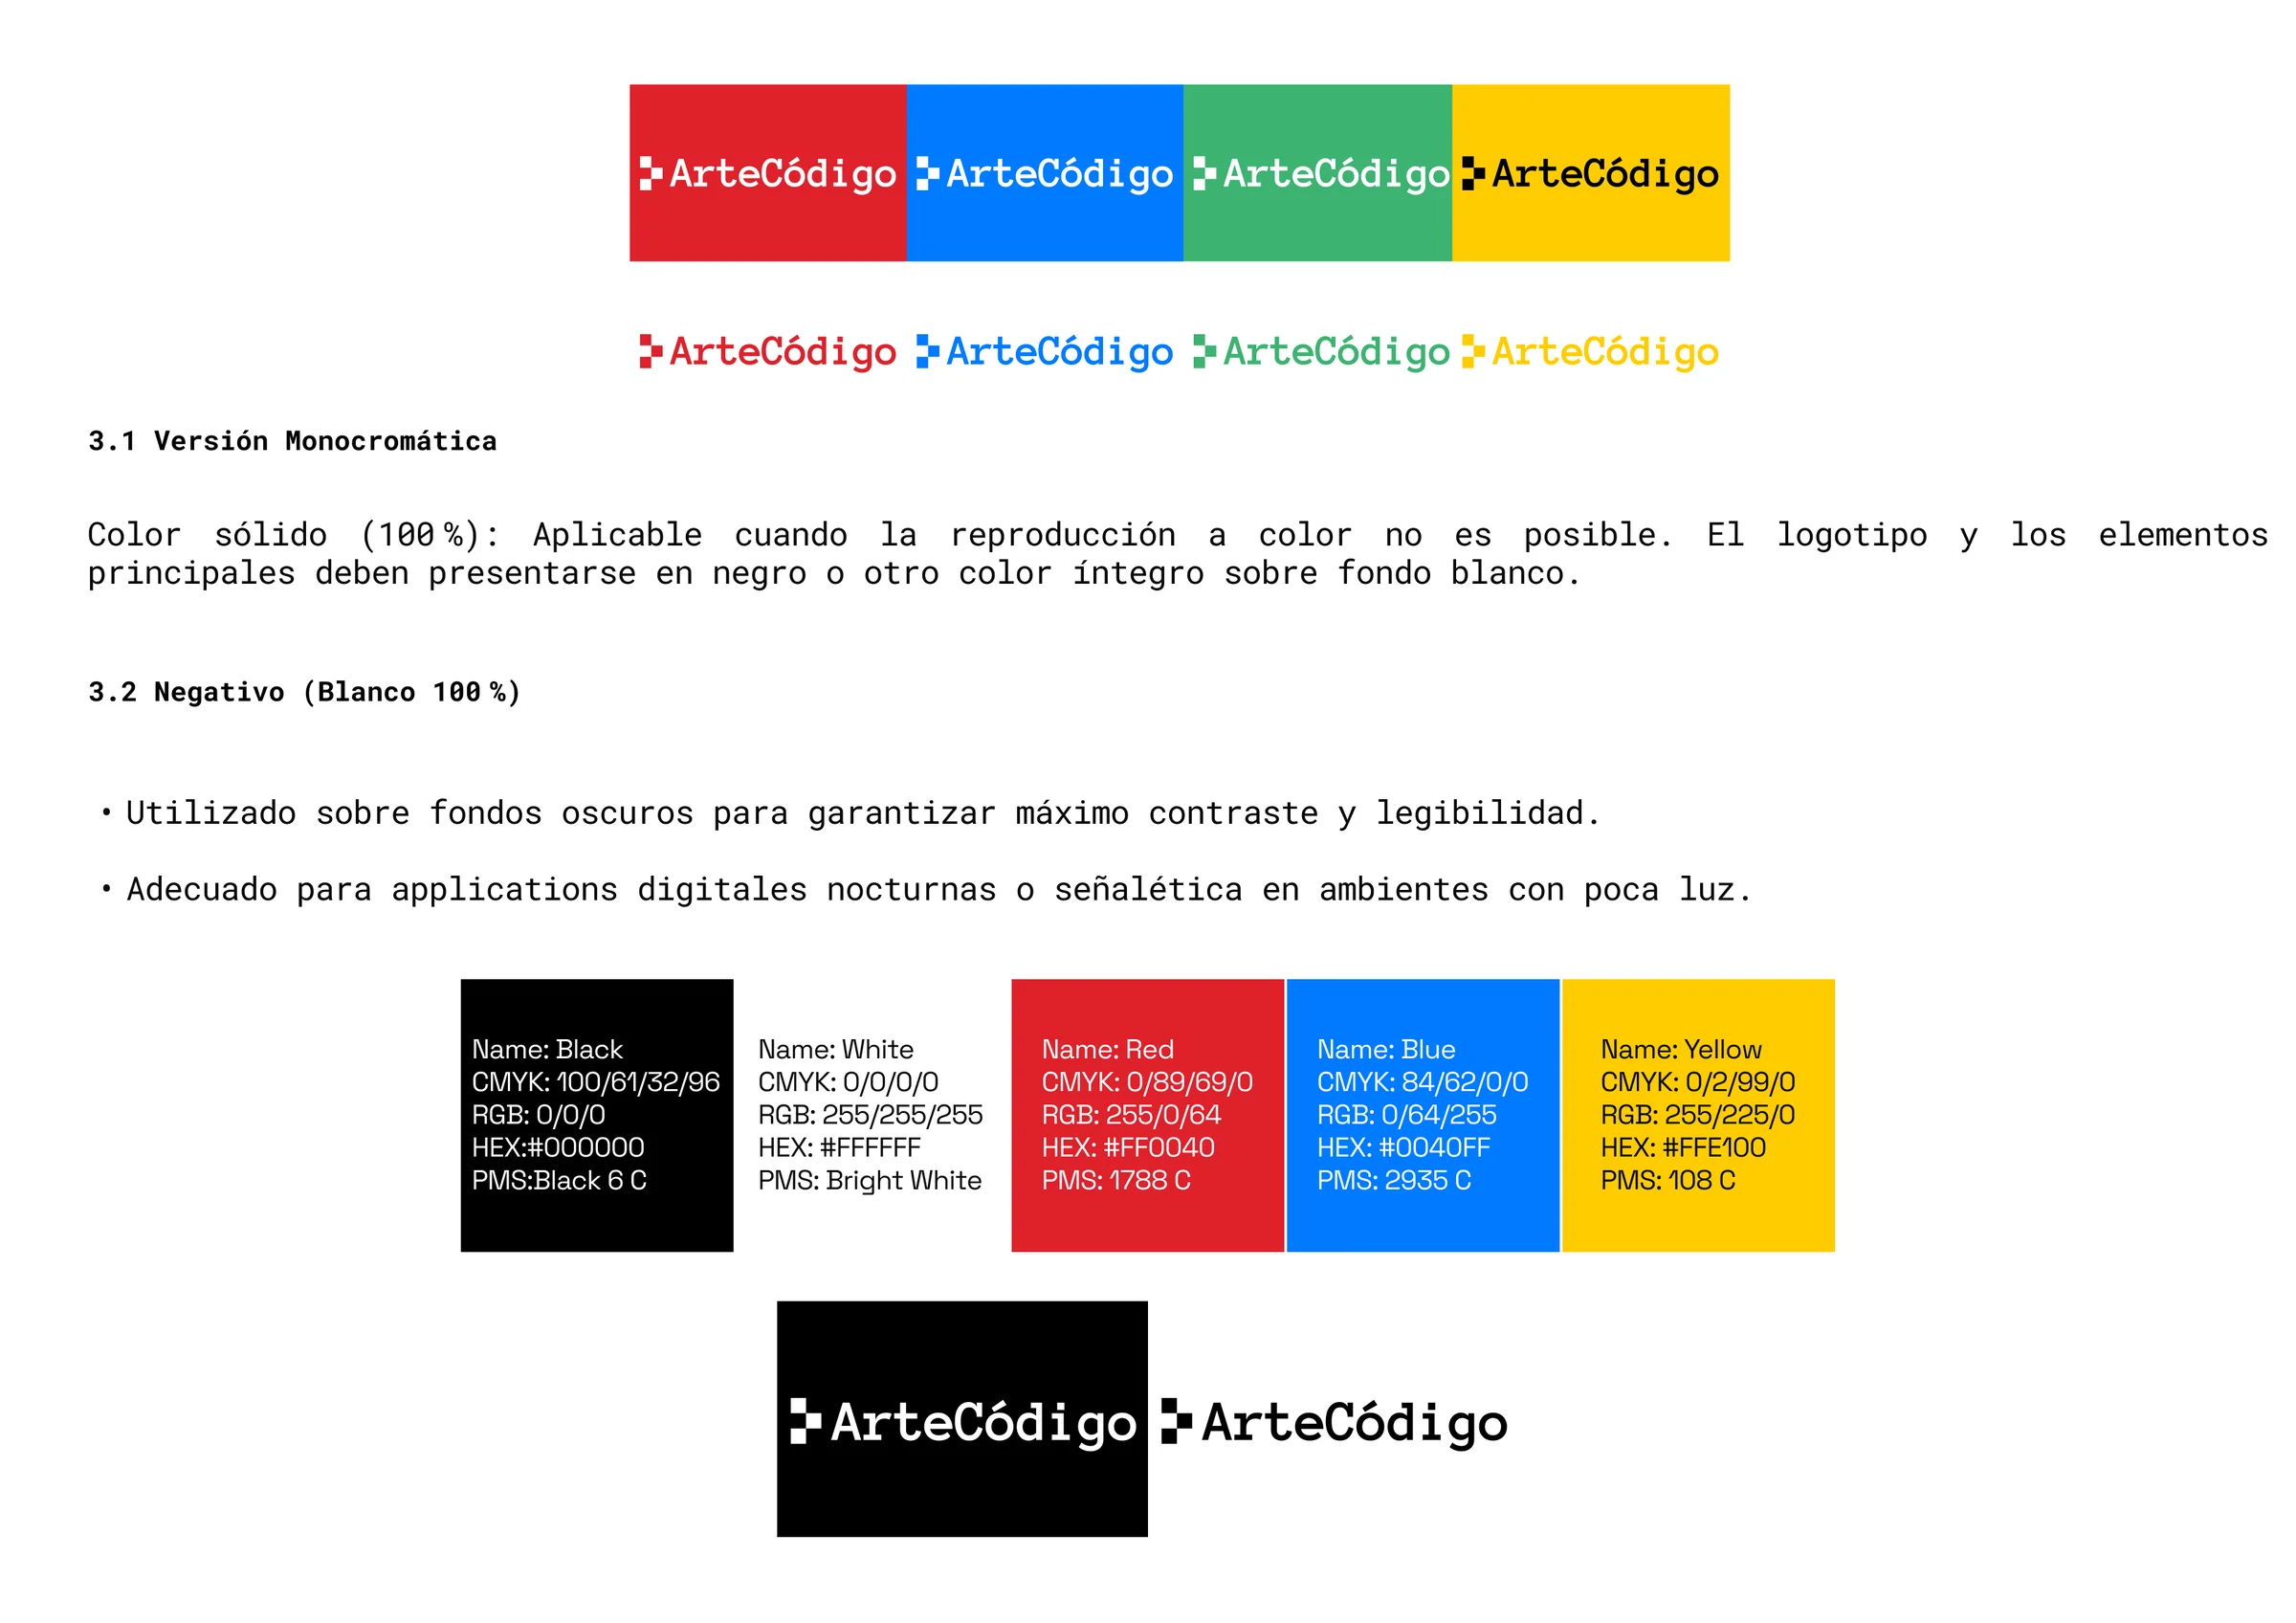 ArteCódigo ArteCódigo ArteCódigo ArteCódigo
ArteCódigo ArteCódigo ArteCódigo ArteCódigo
3.1 Versión Monocromática
Color sólido (100 %): Aplicable cuando la reproducción a color no es posible. El logotipo y los elementos
principales deben presentarse en negro o otro color íntegro sobre fondo blanco.
3.2 Negativo (Blanco 100 %)
• Utilizado sobre fondos oscuros para garantizar máximo contraste y legibilidad.
• Adecuado para applications digitales nocturnas o señalética en ambientes con poca luz.
Name: Black
CMYK: 100/61/32/96
RGB: 0/0/0
HEX:#000000
PMS:Black 6 C
Name: White
CMYK: 0/0/0/0
RGB: 255/255/255
HEX: #FFFFFF
PMS: Bright White
Name: Red
CMYK: 0/89/69/0
RGB: 255/0/64
HEX: #FF0040
PMS: 1788 C
Name: Blue
CMYK: 84/62/0/0
RGB: 0/64/255
HEX: #0040FF
PMS: 2935 C
Name: Yellow
CMYK: 0/2/99/0
RGB: 255/225/0
HEX: #FFE100
PMS: 108 C
ArteCódigo ArteCódigo